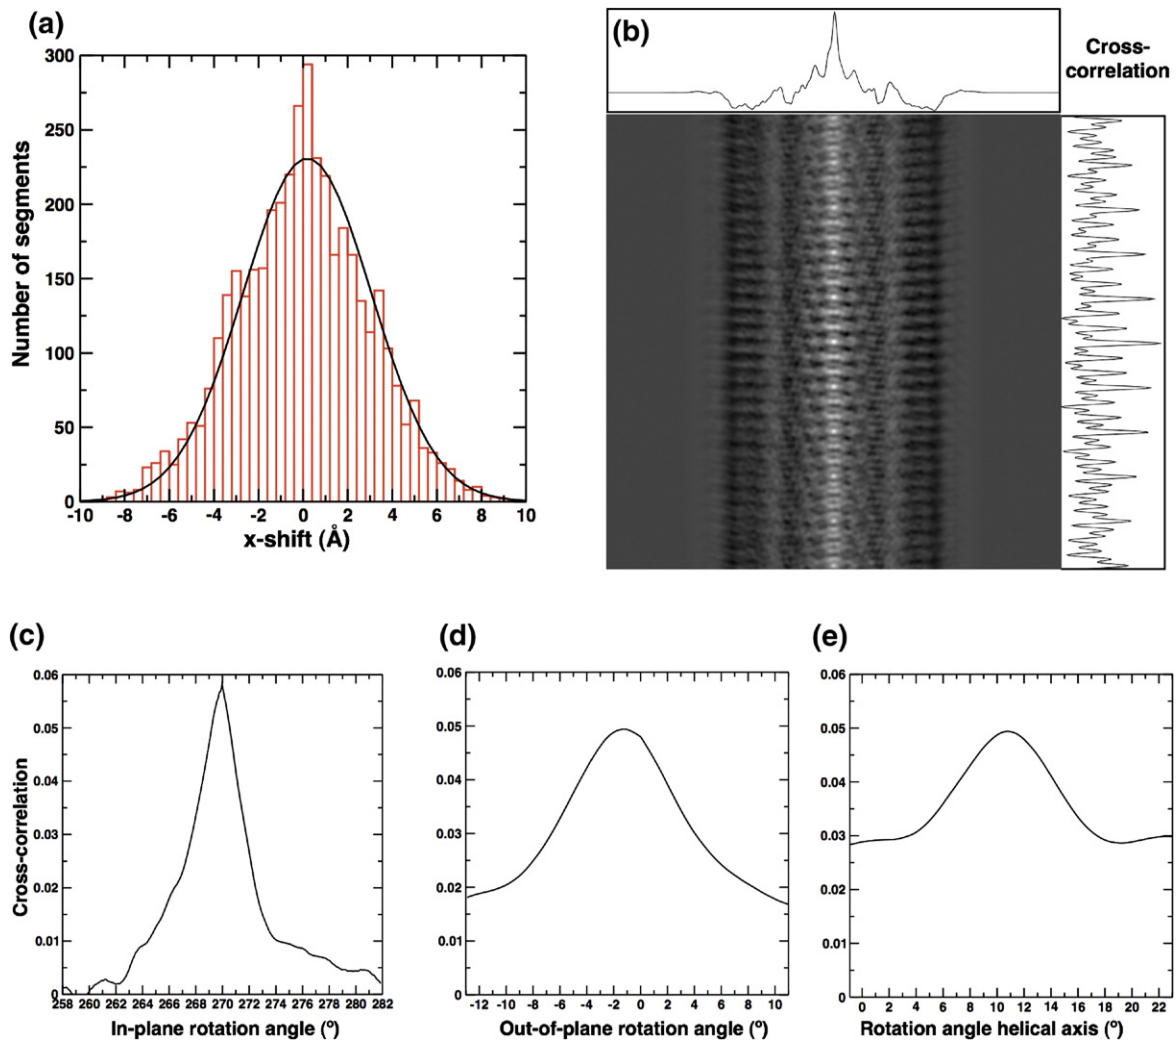 (a)
300
250
200
150
100
50
0
Number of segments
-10 -8 -6 -4 -2 0 2 4 6 8 10
x-shift (Å)
(b)
Cross-
correlation
(c)
0.06
0.05
0.04
0.03
0.02
0.01
0
Cross-correlation
258 260 262 264 266 268 270 272 274 276 278 280 282
In-plane rotation angle (º)
(d)
0.06
0.05
0.04
0.03
0.02
0.01
0
-12 -10 -8 -6 -4 -2 0 2 4 6 8 10
Out-of-plane rotation angle (º)
(e)
0.06
0.05
0.04
0.03
0.02
0.01
0
0 2 4 6 8 10 12 14 16 18 20 22
Rotation angle helical axis (º)